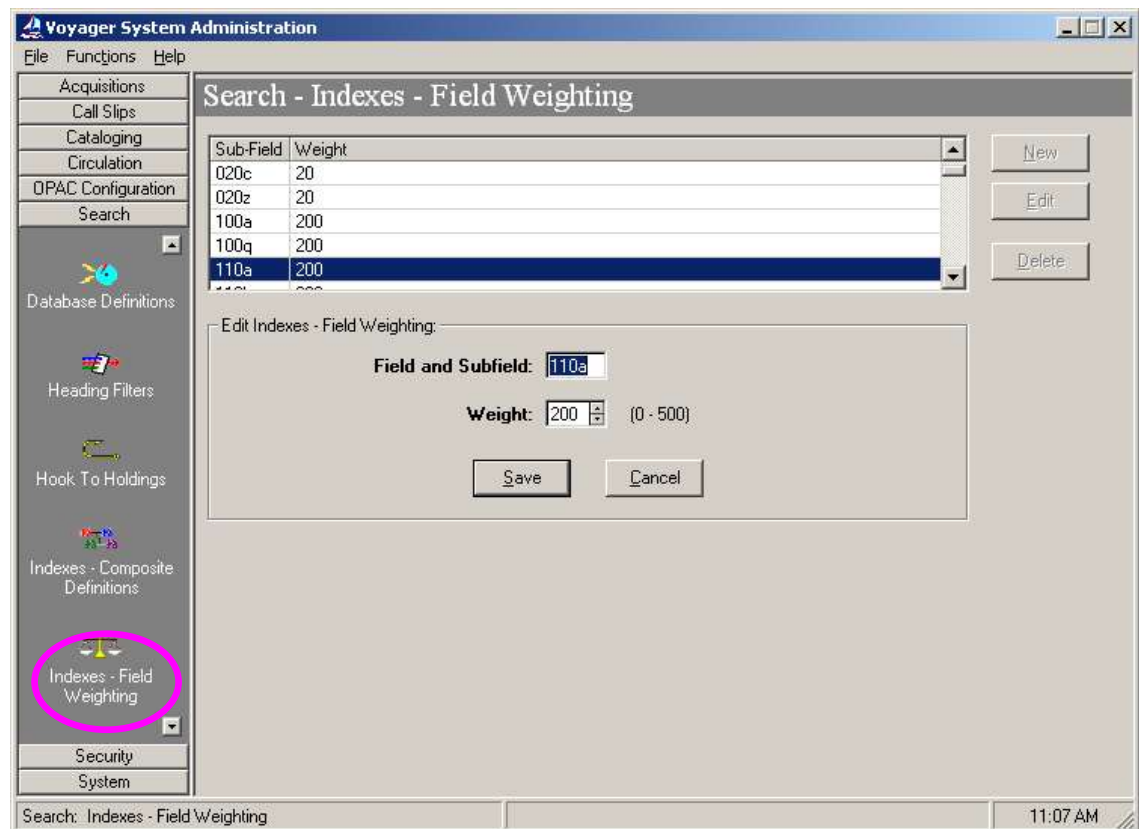 Voyager System Administration
File Functions Help
Acquisitions
Call Slips
Cataloging
Circulation
OPAC Configuration
Search
Database Definitions
Heading Filters
Hook To Holdings
Indexes - Composite
Definitions
Indexes - Field
Weighting
Security
System
Search - Indexes - Field Weighting
Sub-Field Weight
020c 20
020z 20
100a 200
100q 200
110a 200
New
Edit
Delete
Edit Indexes - Field Weighting:
Field and Subfield: 110a
Weight: 200 (0 - 500)
Save Cancel
Search: Indexes - Field Weighting 11:07 AM